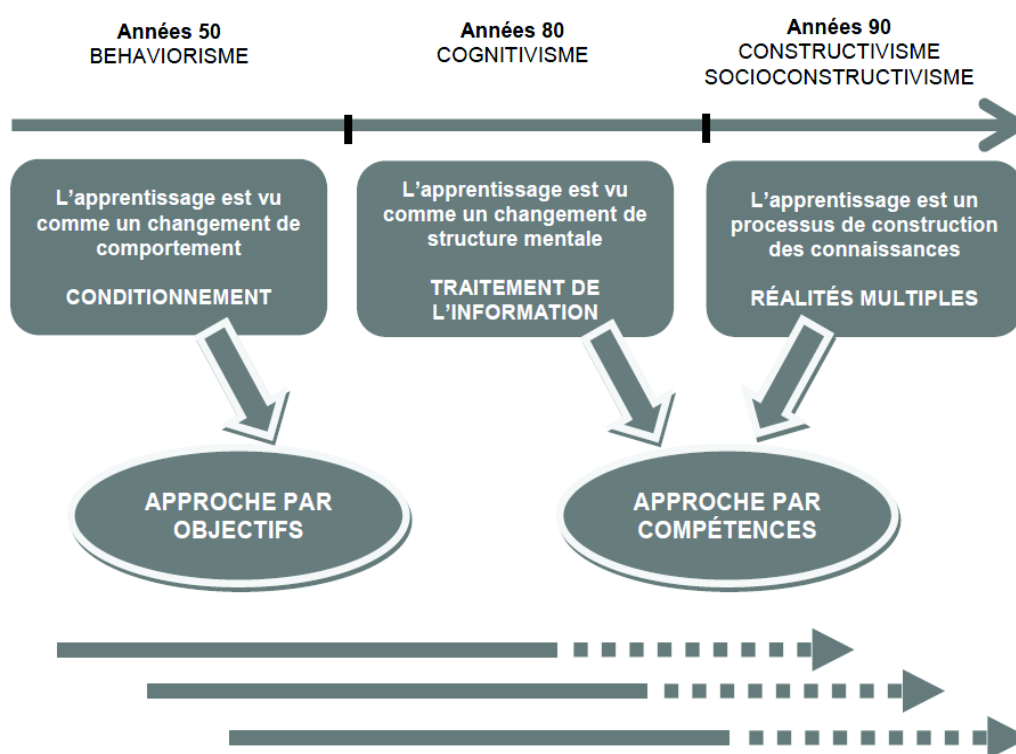 Années 50
BEHAVIORISME
Années 80
COGNITIVISME
Années 90
CONSTRUCTIVISME
SOCIOCONSTRUCTIVISME
L'apprentissage est vu
comme un changement de
comportement
CONDITIONNEMENT
L'apprentissage est vu
comme un changement de
structure mentale
TRAITEMENT DE
L'INFORMATION
L'apprentissage est un
processus de construction
des connaissances
RÉALITÉS MULTIPLES
APPROCHE PAR
OBJECTIFS
APPROCHE PAR
COMPÉTENCES